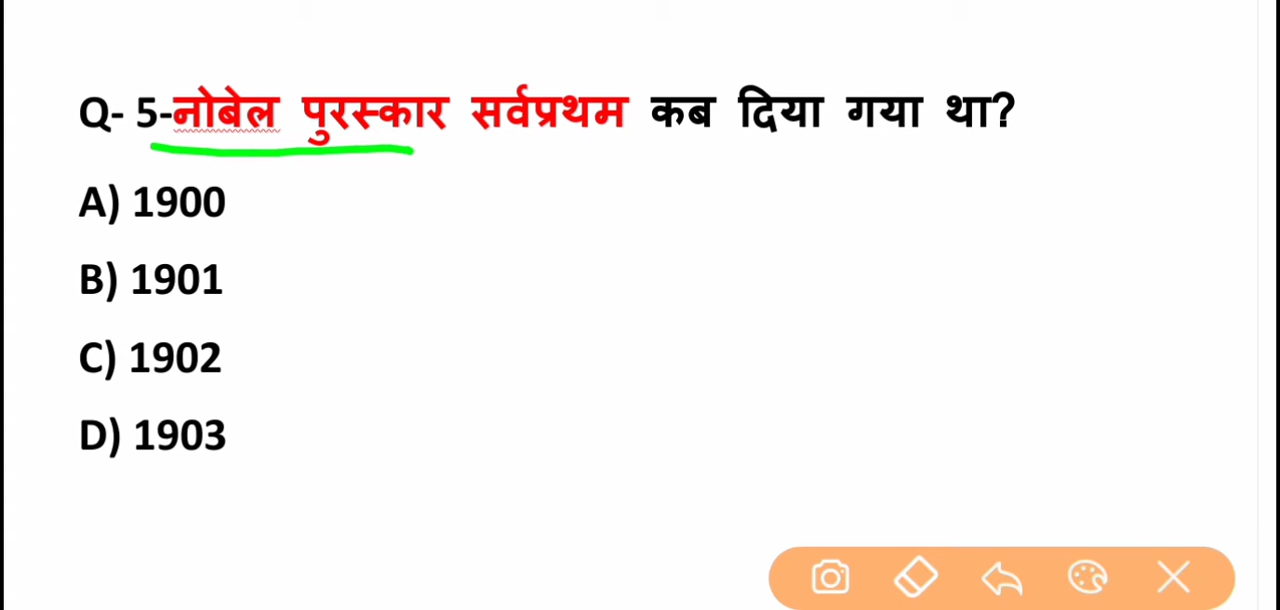 Q- 5-नोबेल पुरस्कार सर्वप्रथम कब दिया गया था?
A) 1900
B) 1901
C) 1902
D) 1903